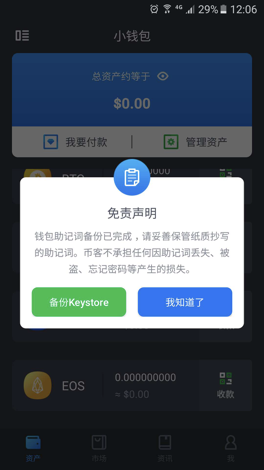 4G 29% 12:06
小钱包
总资产约等于
$0.00
我要付款 管理资产
免责声明
钱包助记词备份已完成，请妥善保管纸质抄写
的助记词。币客不承担任何因助记词丢失、被
盗、忘记密码等产生的损失。
备份Keystore 我知道了
EOS 0.000000000
≈ $0.00 收款
资产 市场 资讯 我